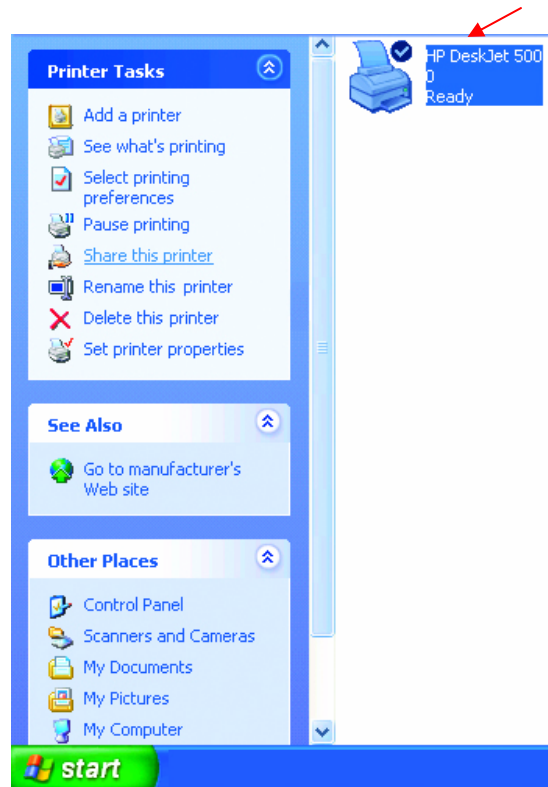 Printer Tasks
Add a printer
See what's printing
Select printing
preferences
Pause printing
Share this printer
Rename this printer
Delete this printer
Set printer properties
See Also
Go to manufacturer's
Web site
Other Places
Control Panel
Scanners and Cameras
My Documents
My Pictures
My Computer
HP DeskJet 500
0
Ready
start